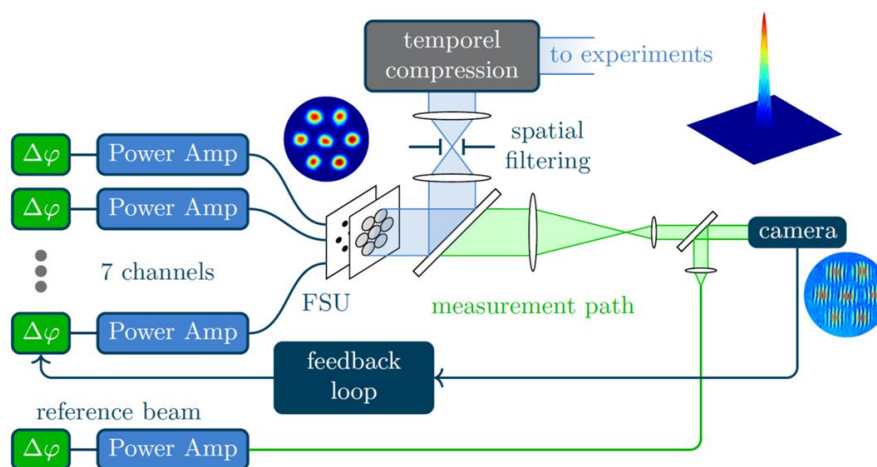 temporel
compression
to experiments
spatial
filtering
Δφ
Power Amp
Δφ
Power Amp
7 channels
FSU
camera
measurement path
Δφ
Power Amp
feedback
loop
reference beam
Δφ
Power Amp